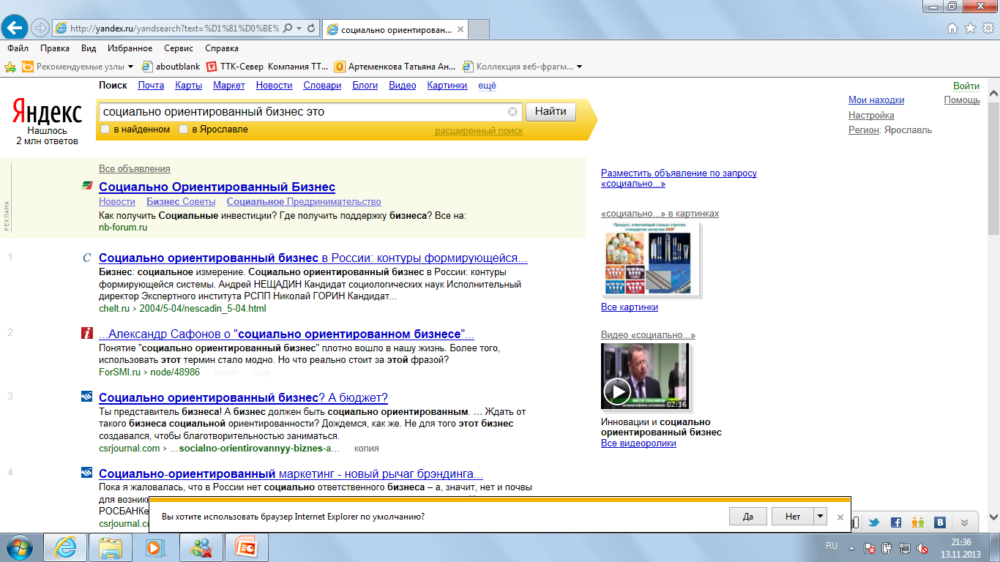 http://yandex.ru/yandsearch?text=%D1%81%D0%BE%
социально ориентирован...
Файл Правка Вид Избранное Сервис Справка
Рекомендуемые узлы aboutblank ТТК-Север Компания ТТ... Артеменкова Татьяна Ан... Коллекция веб-фрагм...
Поиск Почта Карты Маркет Новости Словари Блоги Видео Картинки ещё
Войти
Мои находки Помощь
Настройка
Регион: Ярославль
Яндекс
Нашлось
2 млн ответов
социально ориентированный бизнес это
Найти
в найденном в Ярославле расширенный поиск
РЕКЛАМА
Все объявления
Социально Ориентированный Бизнес
Новости Бизнес Советы Социальное Предпринимательство
Как получить Социальные инвестиции? Где получить поддержку бизнеса? Все на:
nb-forum.ru
1
Социально ориентированный бизнес в России: контуры формирующейся...
Бизнес: социальное измерение. Социально ориентированный бизнес в России: контуры
формирующейся системы. Андрей НЕЩАДИН Кандидат социологических наук Исполнительный
директор Экспертного института РСПП Николай ГОРИН Кандидат...
chelt.ru › 2004/5-04/nescadin_5-04.html
2
...Александр Сафонов о "социально ориентированном бизнесе"...
Понятие "социально ориентированный бизнес" плотно вошло в нашу жизнь. Более того,
использовать этот термин стало модно. Но что реально стоит за этой фразой?
ForSMI.ru › node/48986 копия ещё
3
Социально ориентированный бизнес? А бюджет?
Ты представитель бизнеса! А бизнес должен быть социально ориентированным. … Ждать от
такого бизнеса социальной ориентированности? Дождемся, как же. Не для того этот бизнес
создавался, чтобы благотворительностью заниматься.
csrjournal.com › …socialno-orientirovannyy-biznes-a… копия
4
Социально-ориентированный маркетинг - новый рычаг брэндинга...
Пока я жаловалась, что в России нет социально ответственного бизнеса – а, значит, нет и почвы
для возникн
РОСБАНКе
csrjournal.co
Разместить объявление по запросу
«социально...»
«социально...» в картинках
Продукт, отвечающий самым строгим
стандартам качества GMP
Все картинки
Видео «социально...»
02:16
Инновации и социально
ориентированный бизнес
Все видеоролики
Вы хотите использовать браузер Internet Explorer по умолчанию?
Да Нет
RU
21:36
13.11.2013